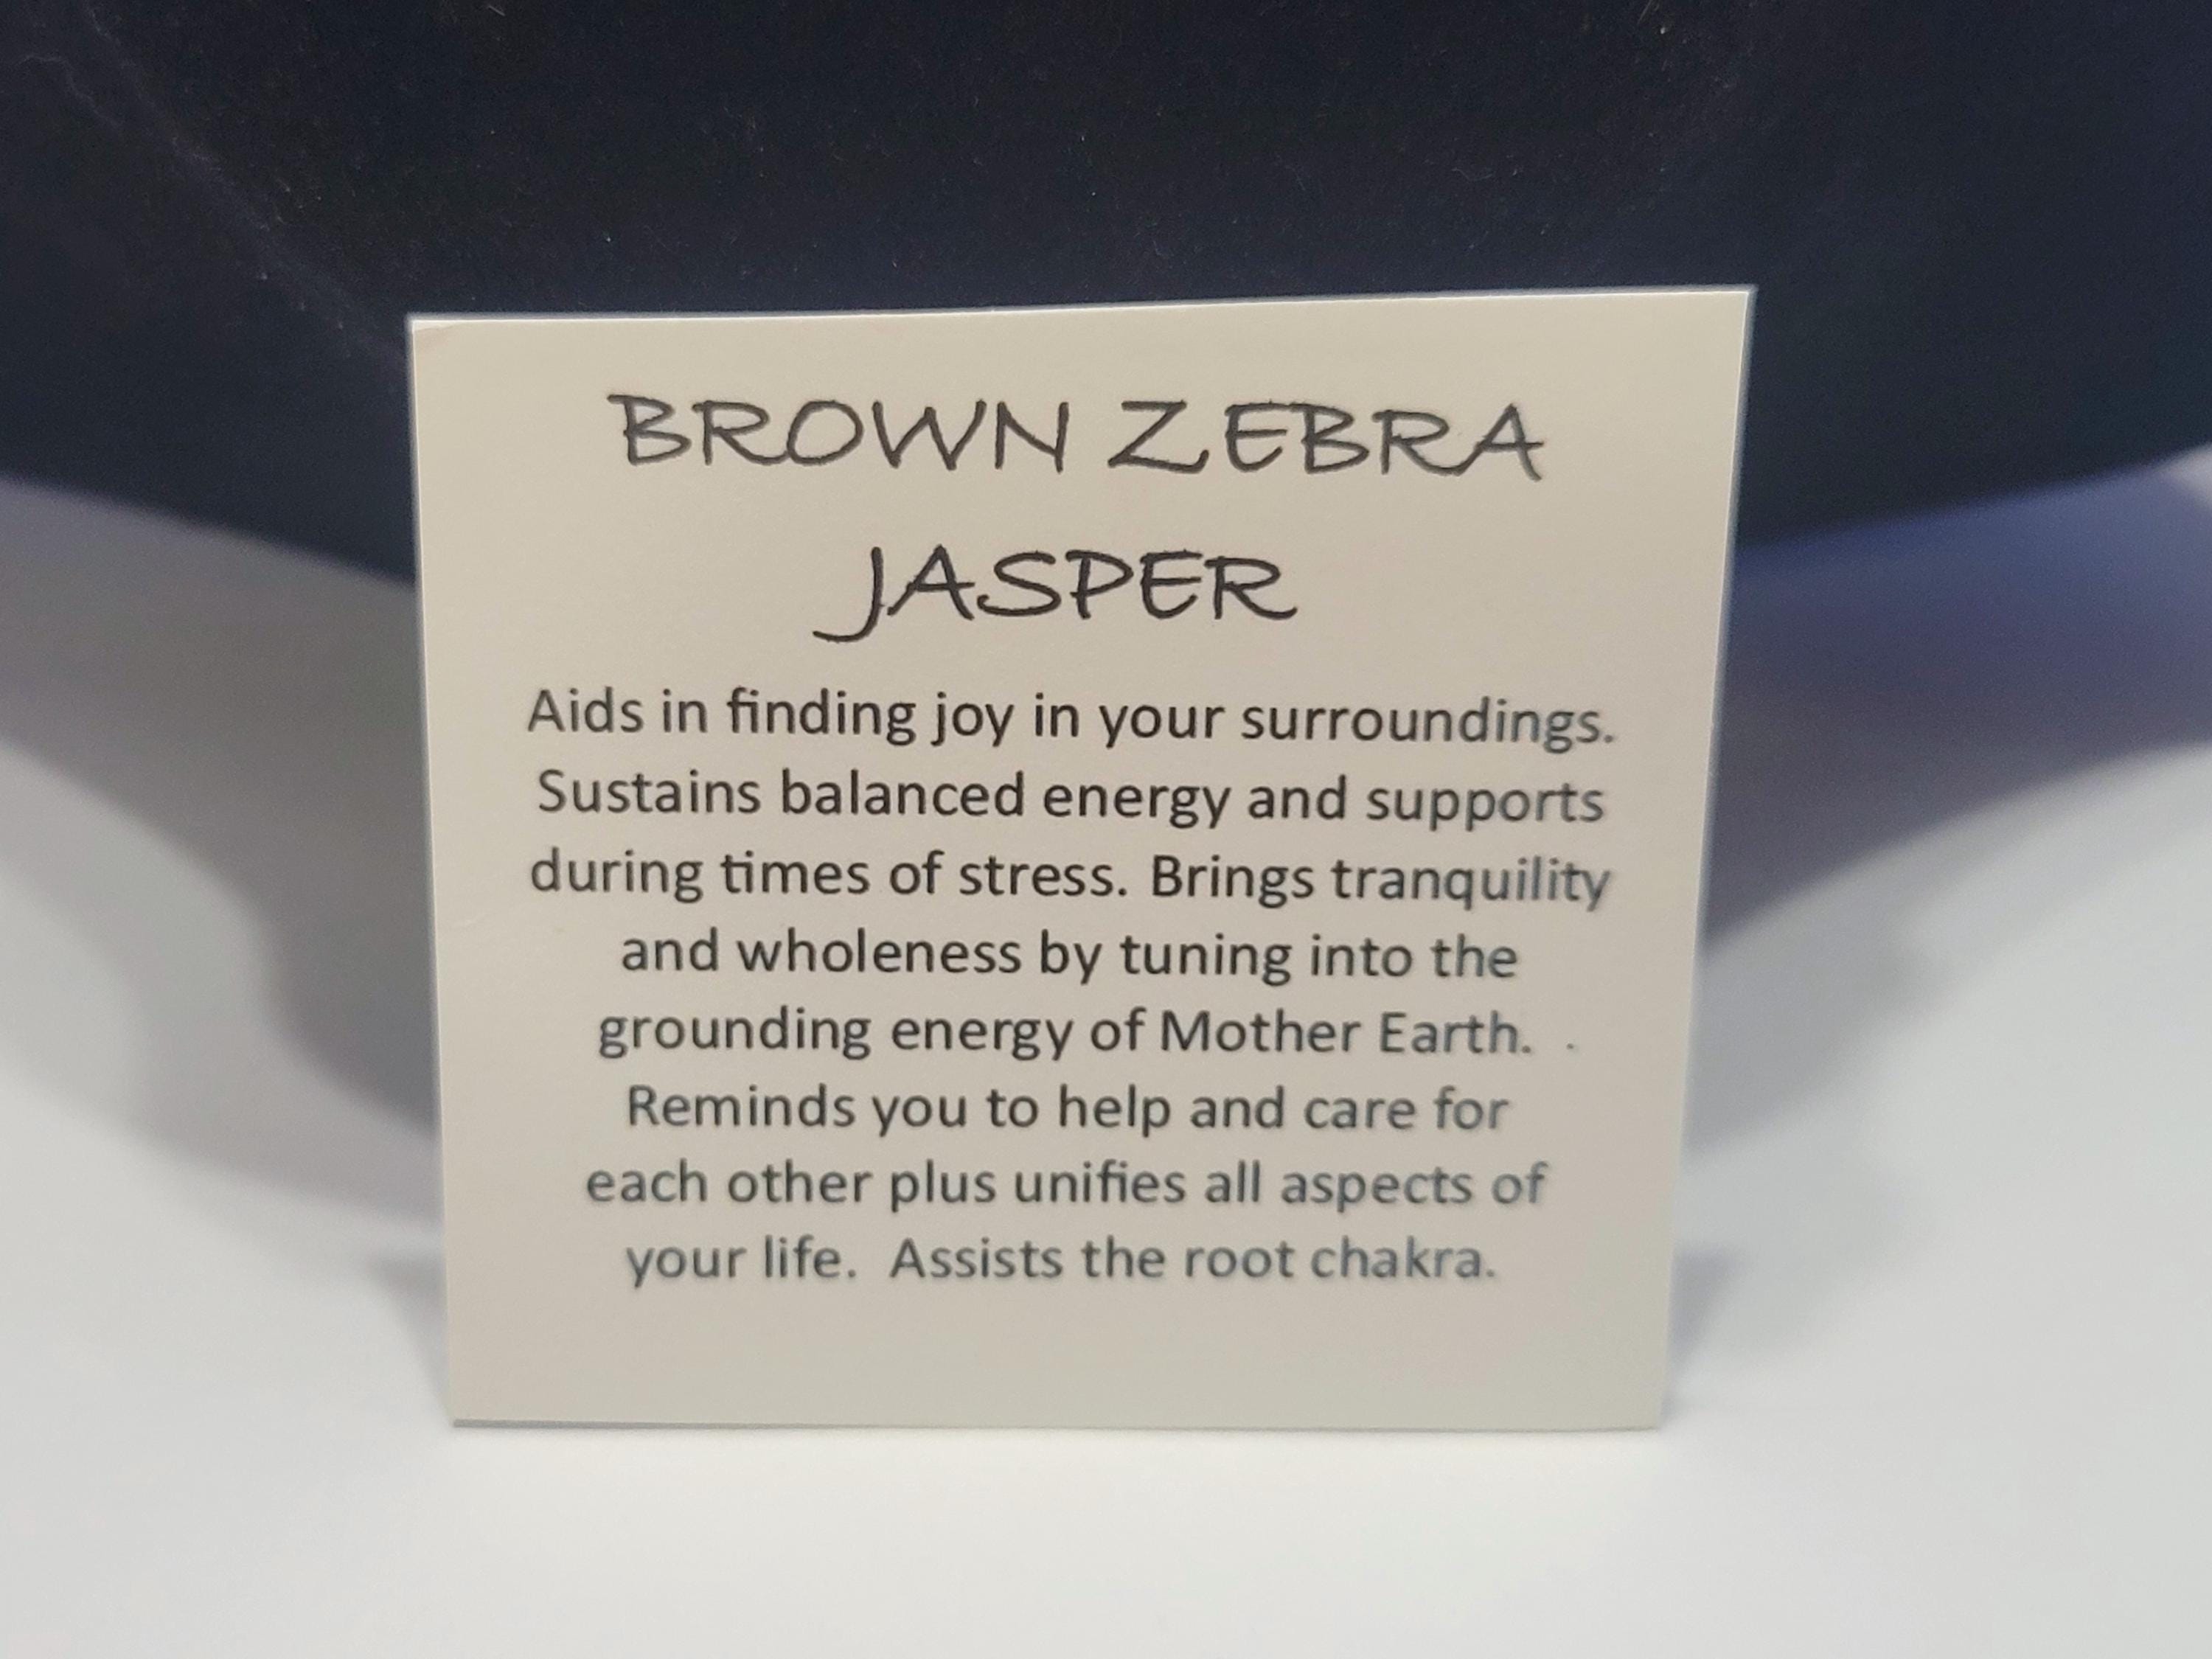 BROWN ZEBRA
JASPER
Aids in finding joy in your surroundings.
Sustains balanced energy and supports
during times of stress. Brings tranquility
and wholeness by tuning into the
grounding energy of Mother Earth. .
Reminds you to help and care for
each other plus unifies all aspects of
your life. Assists the root chakra.